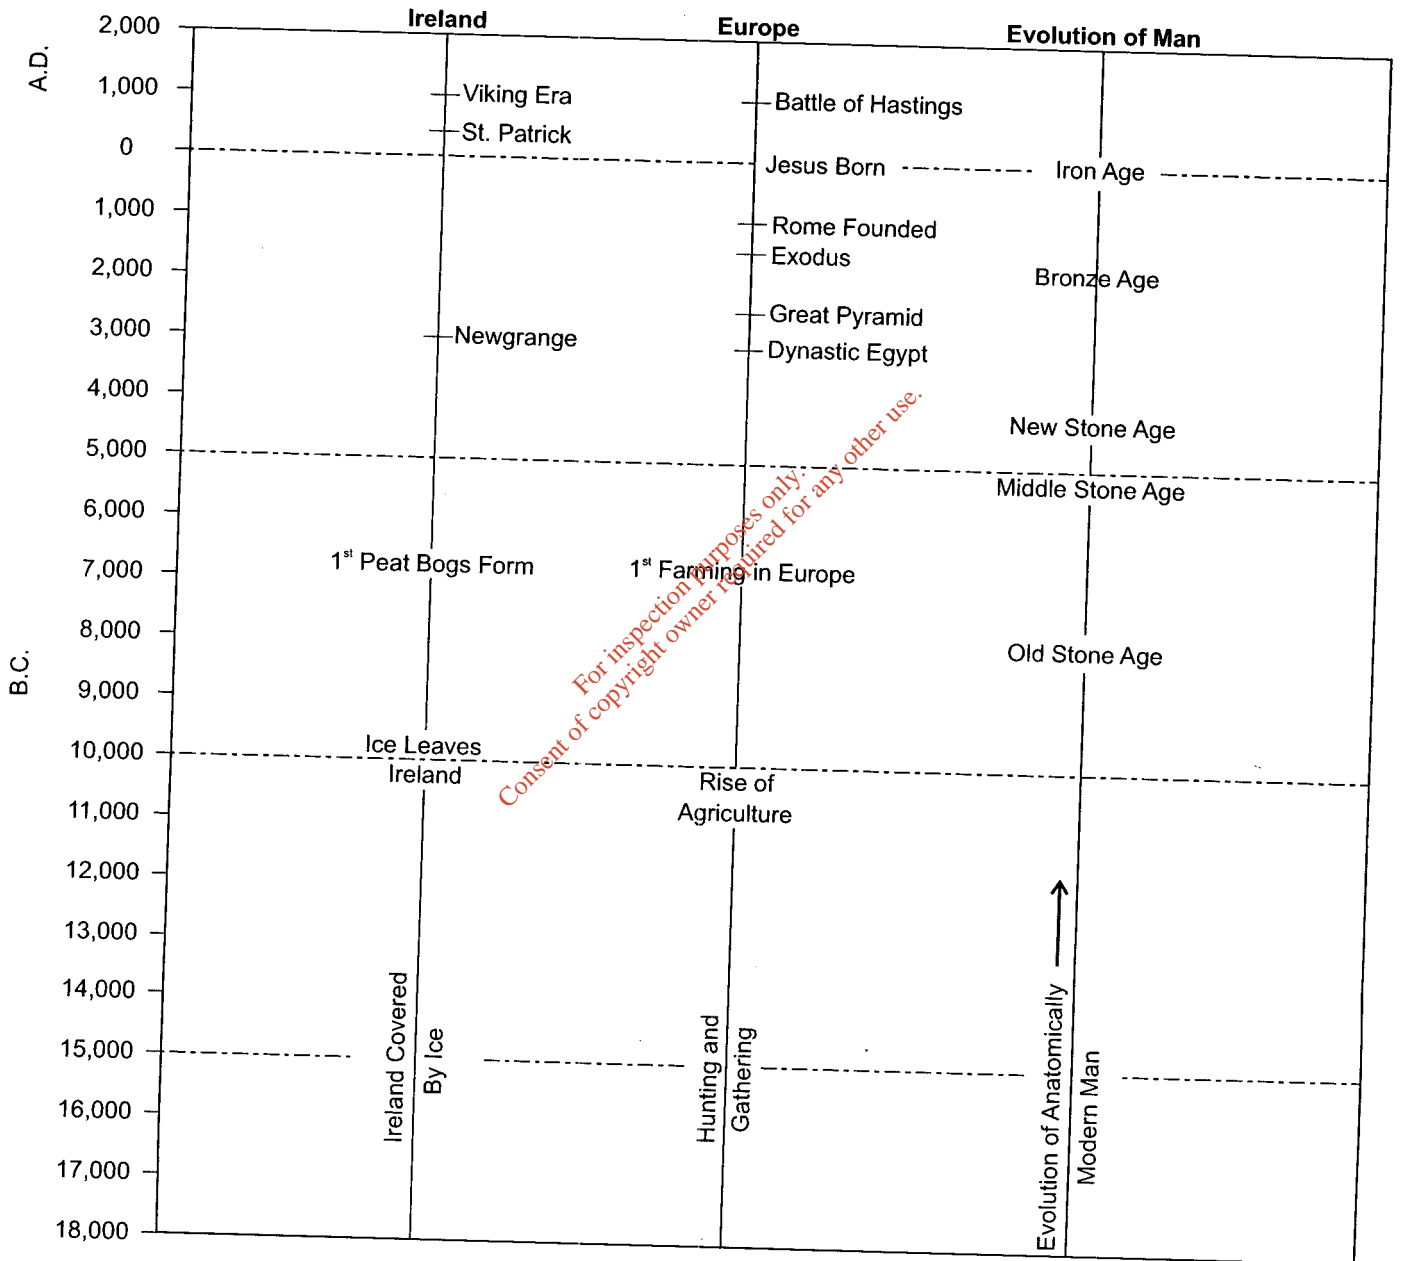 Ireland
Europe
Evolution of Man
A.D.
2,000
1,000
0
1,000
2,000
3,000
4,000
5,000
6,000
7,000
8,000
9,000
10,000
11,000
12,000
13,000
14,000
15,000
16,000
17,000
18,000
B.C.
Viking Era
St. Patrick
Newgrange
1st Peat Bogs Form
Ice Leaves
Ireland
Ireland Covered
By Ice
Battle of Hastings
Jesus Born
Rome Founded
Exodus
Great Pyramid
Dynastic Egypt
1st Farming in Europe
Rise of
Agriculture
Hunting and
Gathering
Iron Age
Bronze Age
New Stone Age
Middle Stone Age
Old Stone Age
Evolution of Anatomically
Modern Man
For inspection purposes only.
Consent of copyright owner required for any other use.